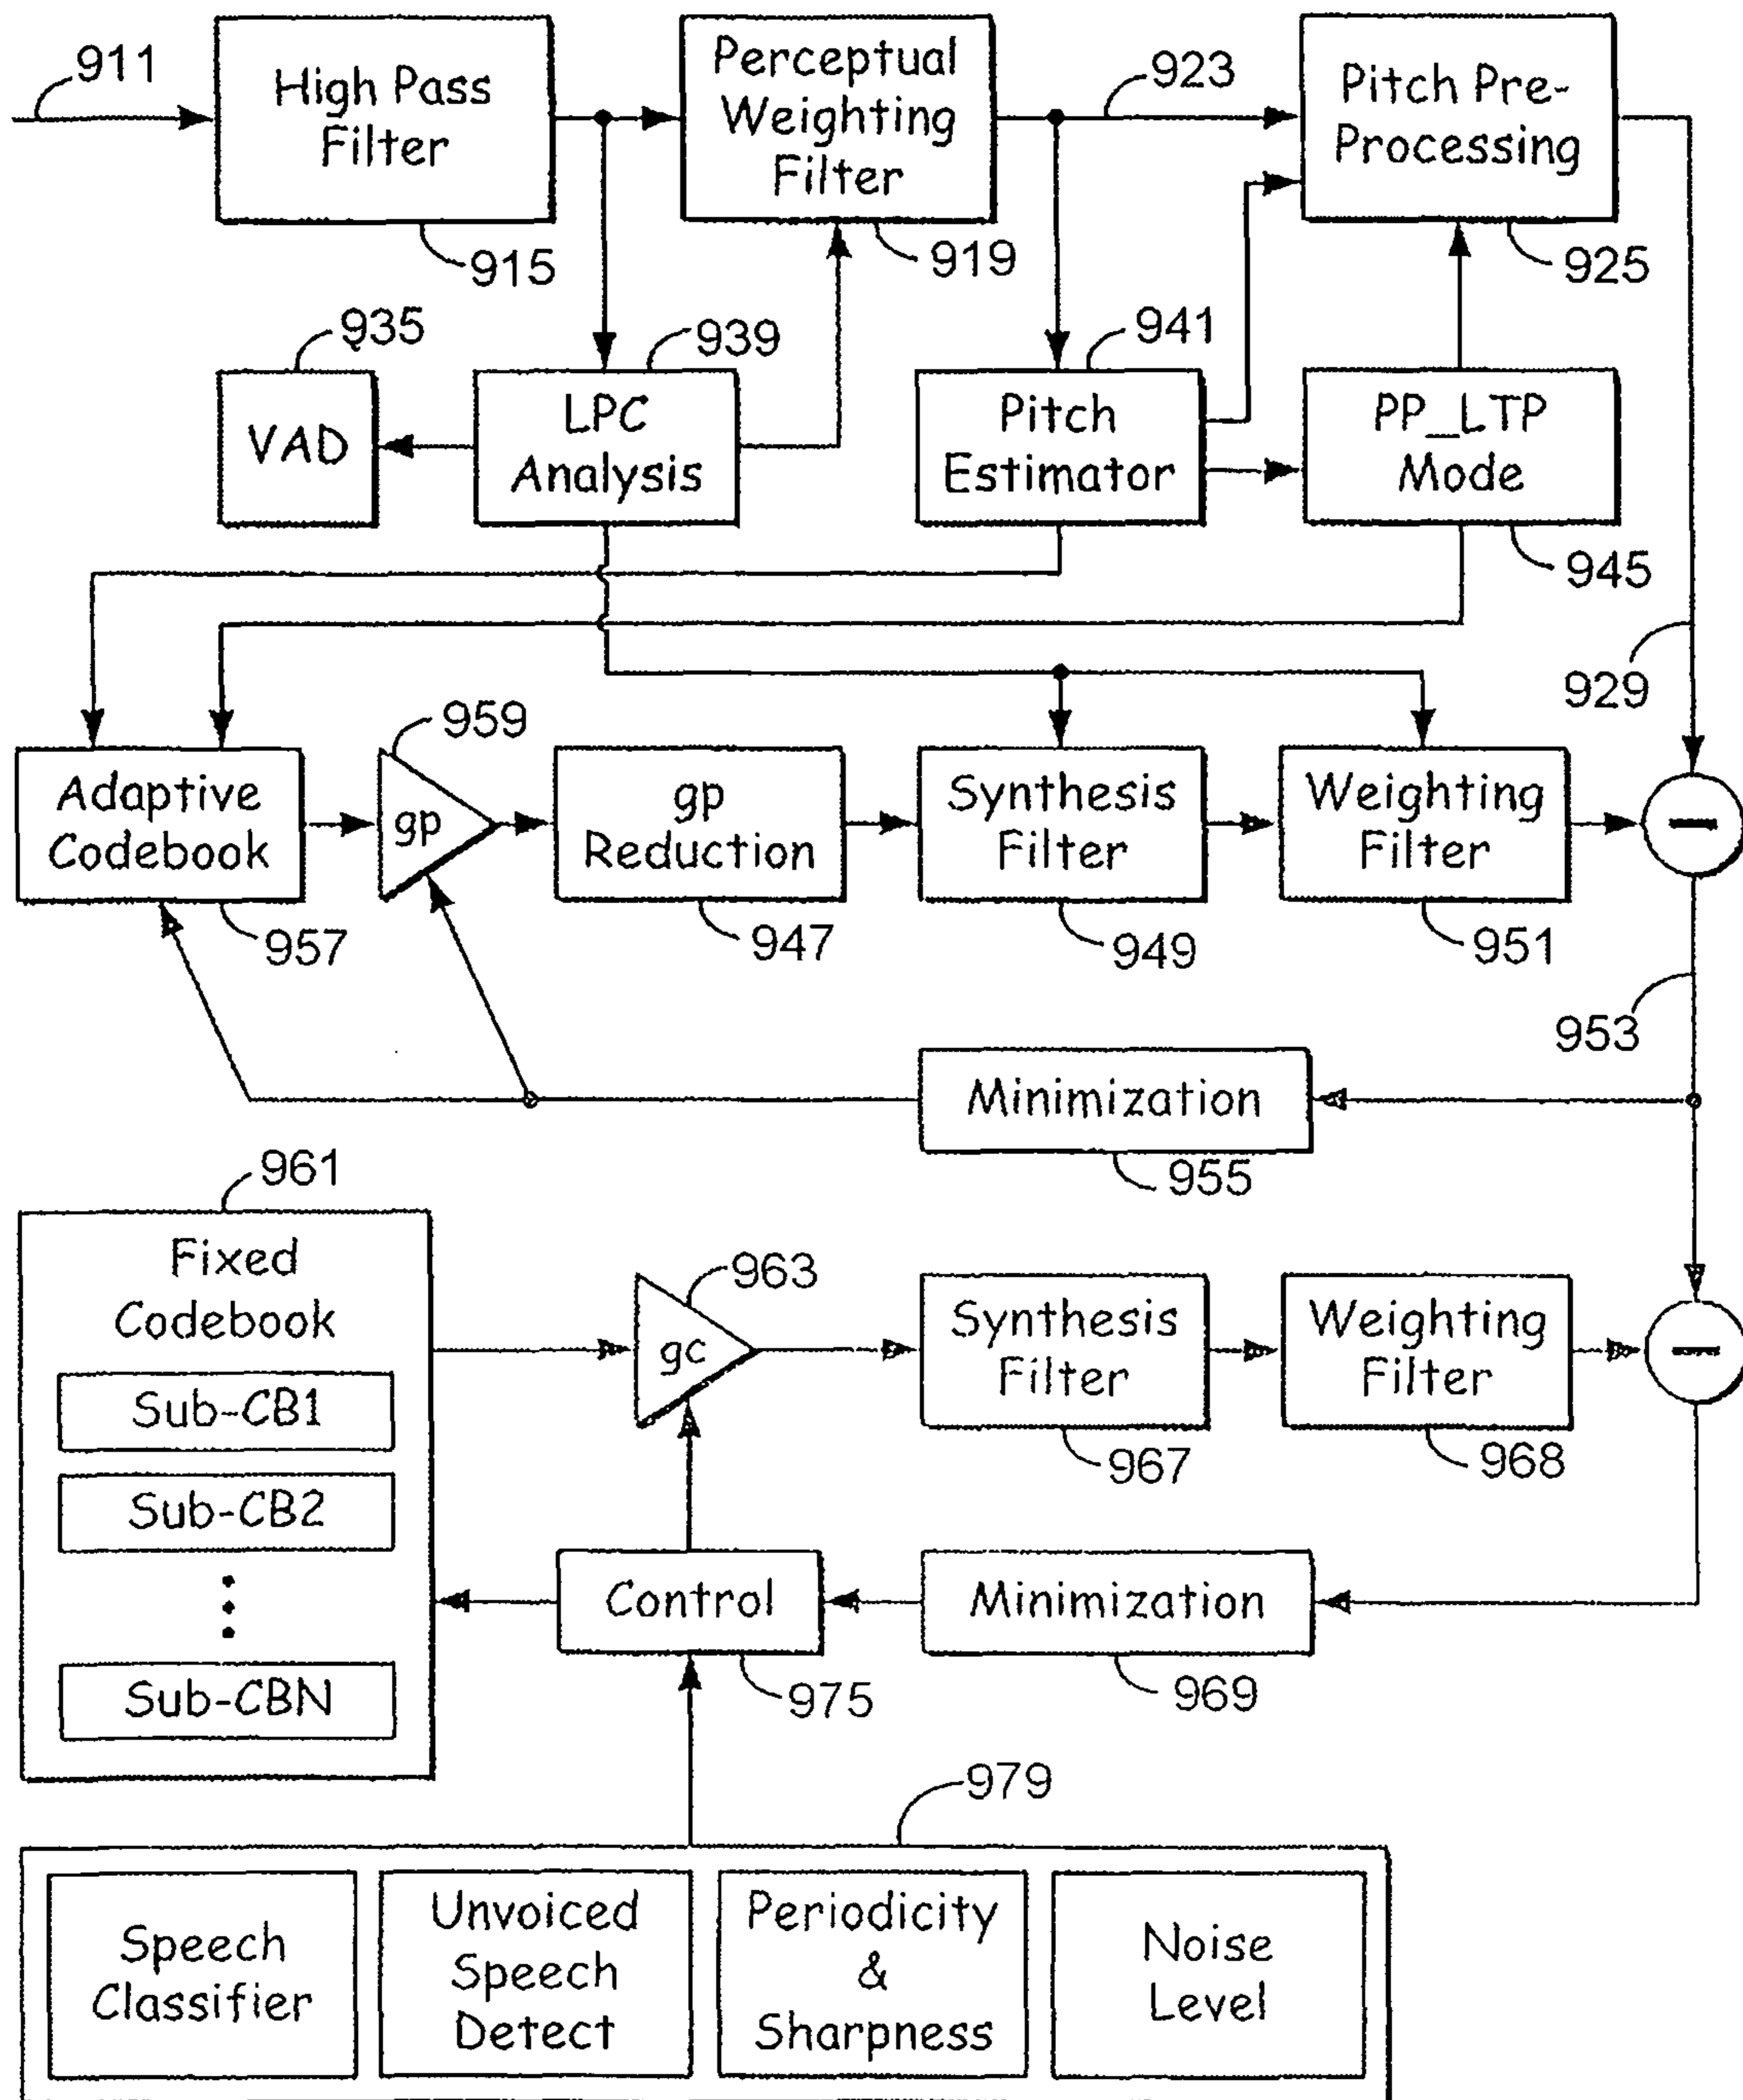 911
High Pass
Filter
915
Perceptual
Weighting
Filter
919
923
Pitch Pre-
Processing
925
935
VAD
939
LPC
Analysis
941
Pitch
Estimator
PP_LTP
Mode
945
929
Adaptive
Codebook
957
959
gp
gp
Reduction
947
Synthesis
Filter
949
Weighting
Filter
951
953
Minimization
955
961
Fixed
Codebook
Sub-CB1
Sub-CB2
Sub-CBN
963
gc
Synthesis
Filter
967
Weighting
Filter
968
Control
975
Minimization
969
979
Speech
Classifier
Unvoiced
Speech
Detect
Periodicity
&
Sharpness
Noise
Level